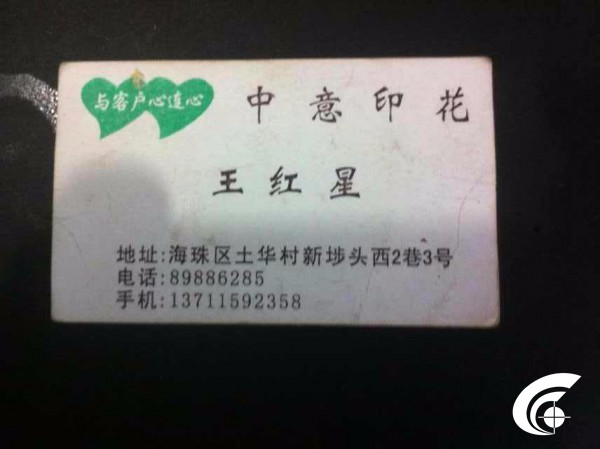 与客户心连心
中意印花
王红星
地址:海珠区土华村新埗头西2巷3号
电话:89886285
手机:13711592358